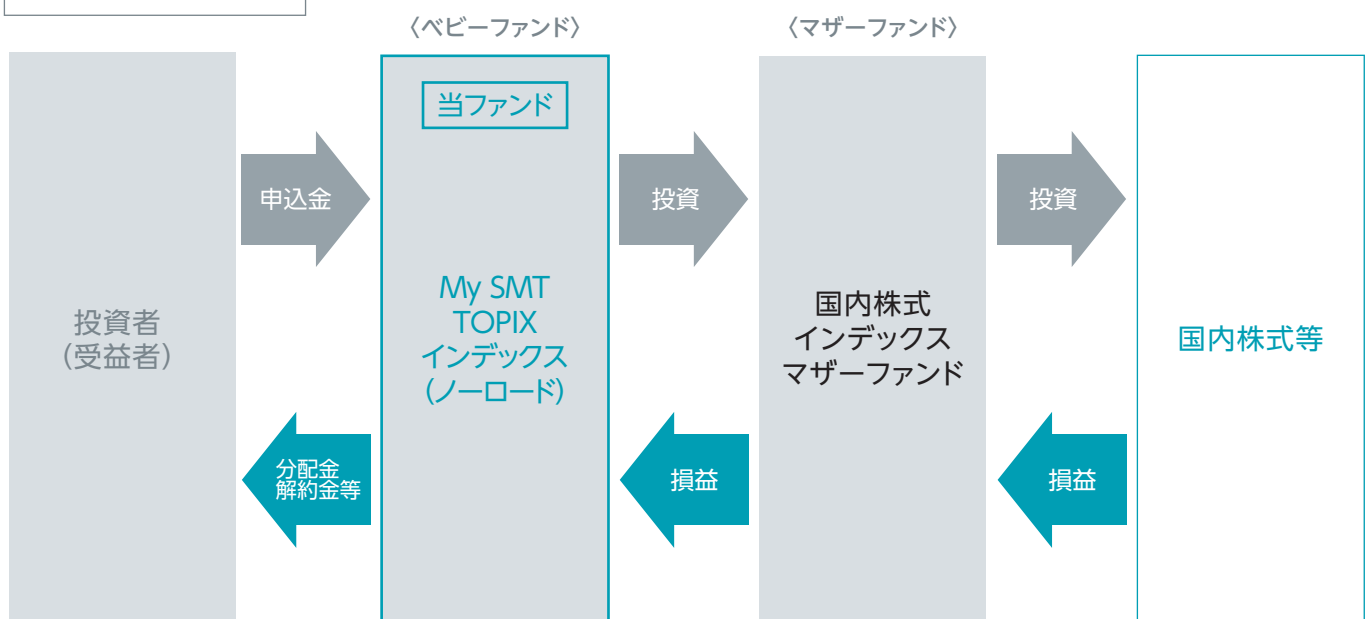 〈ベビーファンド〉
〈マザーファンド〉
当ファンド
申込金
投資
投資
投資者
(受益者)
My SMT
TOPIX
インデックス
(ノーロード)
国内株式
インデックス
マザーファンド
国内株式等
分配金
解約金等
損益
損益